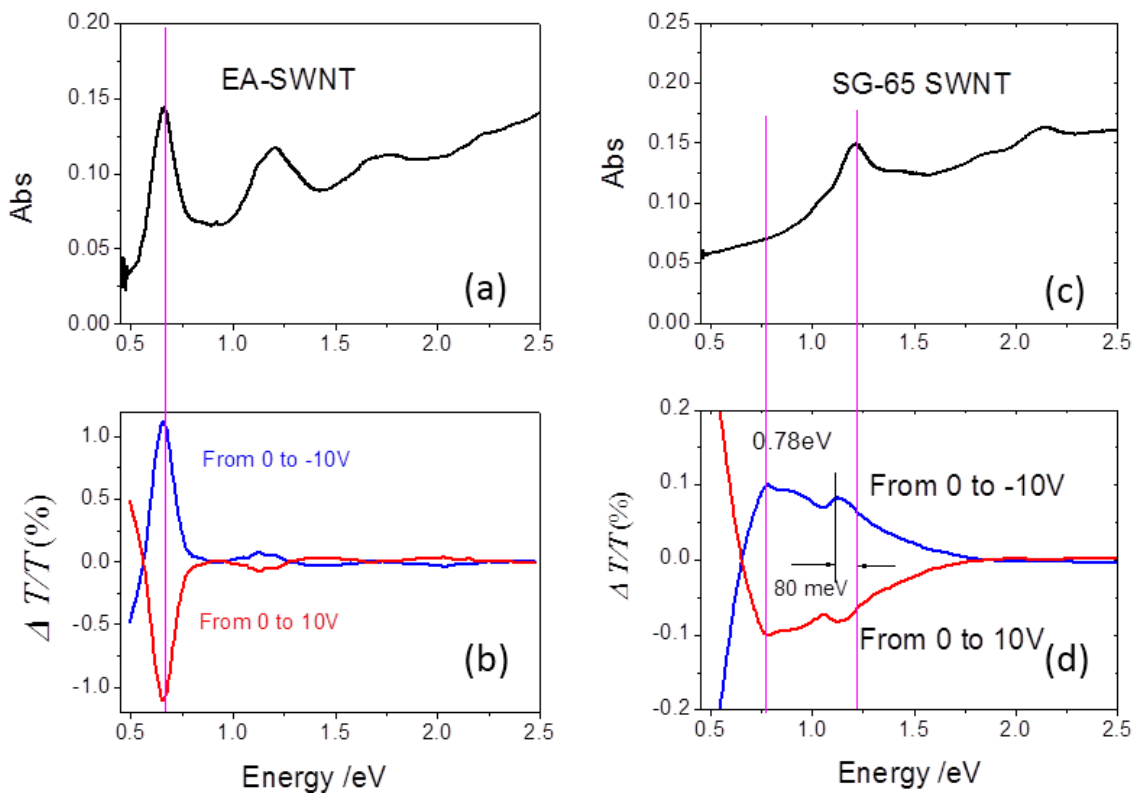 0.20
0.15
0.10
0.05
0.00
Abs
EA-SWNT
(a)
0.5 1.0 1.5 2.0 2.5
0.25
0.20
0.15
0.10
0.05
0.00
Abs
SG-65 SWNT
(c)
0.5 1.0 1.5 2.0 2.5
1.0
0.5
0.0
-0.5
-1.0
Δ T/T(%)
From 0 to -10V
From 0 to 10V
(b)
0.5 1.0 1.5 2.0 2.5
Energy /eV
0.2
0.1
0.0
-0.1
-0.2
Δ T/T(%)
0.78eV
From 0 to -10V
80 meV
From 0 to 10V
(d)
0.5 1.0 1.5 2.0 2.5
Energy /eV